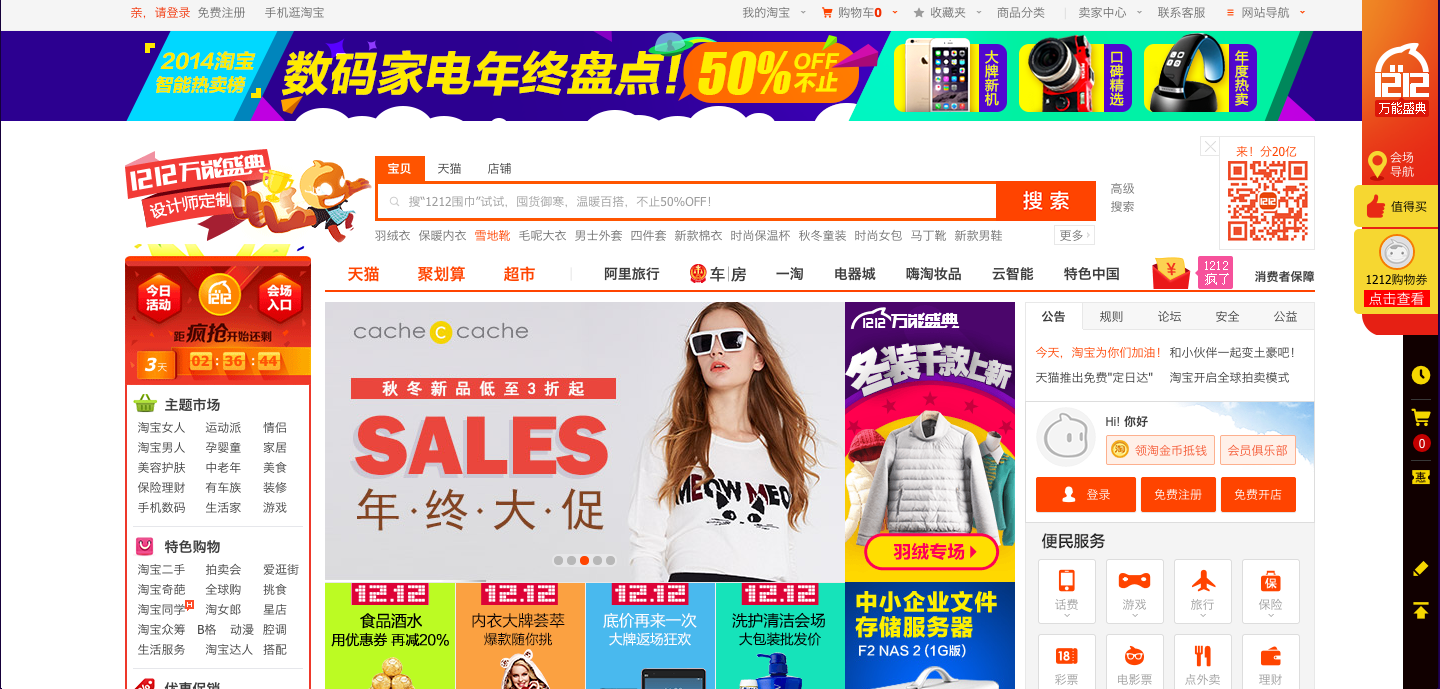 亲，请登录 免费注册 手机逛淘宝
我的淘宝 购物车0 收藏夹 商品分类 卖家中心 联系客服 网站导航
2014淘宝
智能热卖榜
数码家电年终盘点！
50% OFF
不止
大牌新机
口碑精选
年度热卖
1212
万能盛典
会场
导航
值得买
1212购物券
点击查看
0
惠
1212万能盛典
设计师定制
宝贝 天猫 店铺
搜“1212围巾”试试，囤货御寒，温暖百搭，不止50%OFF！
搜索
高级
搜索
羽绒衣 保暖内衣 雪地靴 毛呢大衣 男士外套 四件套 新款棉衣 时尚保温杯 秋冬童装 时尚女包 马丁靴 新款男鞋
更多
来！分20亿
1212
天猫 聚划算 超市 阿里旅行 车 房 一淘 电器城 嗨淘妆品 云智能 特色中国
¥
1212
疯了
消费者保障
今日
活动
1212
会场
入口
距疯抢开始还剩
3天 02:36:44
主题市场
淘宝女人 运动派 情侣
淘宝男人 孕婴童 家居
美容护肤 中老年 美食
保险理财 有车族 装修
手机数码 生活家 游戏
特色购物
淘宝二手 拍卖会 爱逛街
淘宝奇葩 全球购 挑食
淘宝同学 H 淘女郎 星店
淘宝众筹 B格 动漫 腔调
生活服务 淘宝达人 搭配
优惠促销
cache c cache
秋冬新品低至3折起
SALES
年·终·大·促
MEOW MEO
1212万能盛典
冬装千款上新
羽绒专场
公告 规则 论坛 安全 公益
今天，淘宝为你们加油！ 和小伙伴一起变土豪吧！
天猫推出免费"定日达" 淘宝开启全球拍卖模式
Hi! 你好
淘 领淘金币抵钱 会员俱乐部
登录 免费注册 免费开店
便民服务
话费 游戏 旅行 保 保险
18
彩票 电影票 点外卖 理财
12.12
食品酒水
用优惠券 再减20%
12.12
内衣大牌荟萃
爆款随你挑
12.12
底价再来一次
大牌返场狂欢
12.12
洗护清洁会场
大包装批发价
中小企业文件
存储服务器
F2 NAS 2 (1G版)